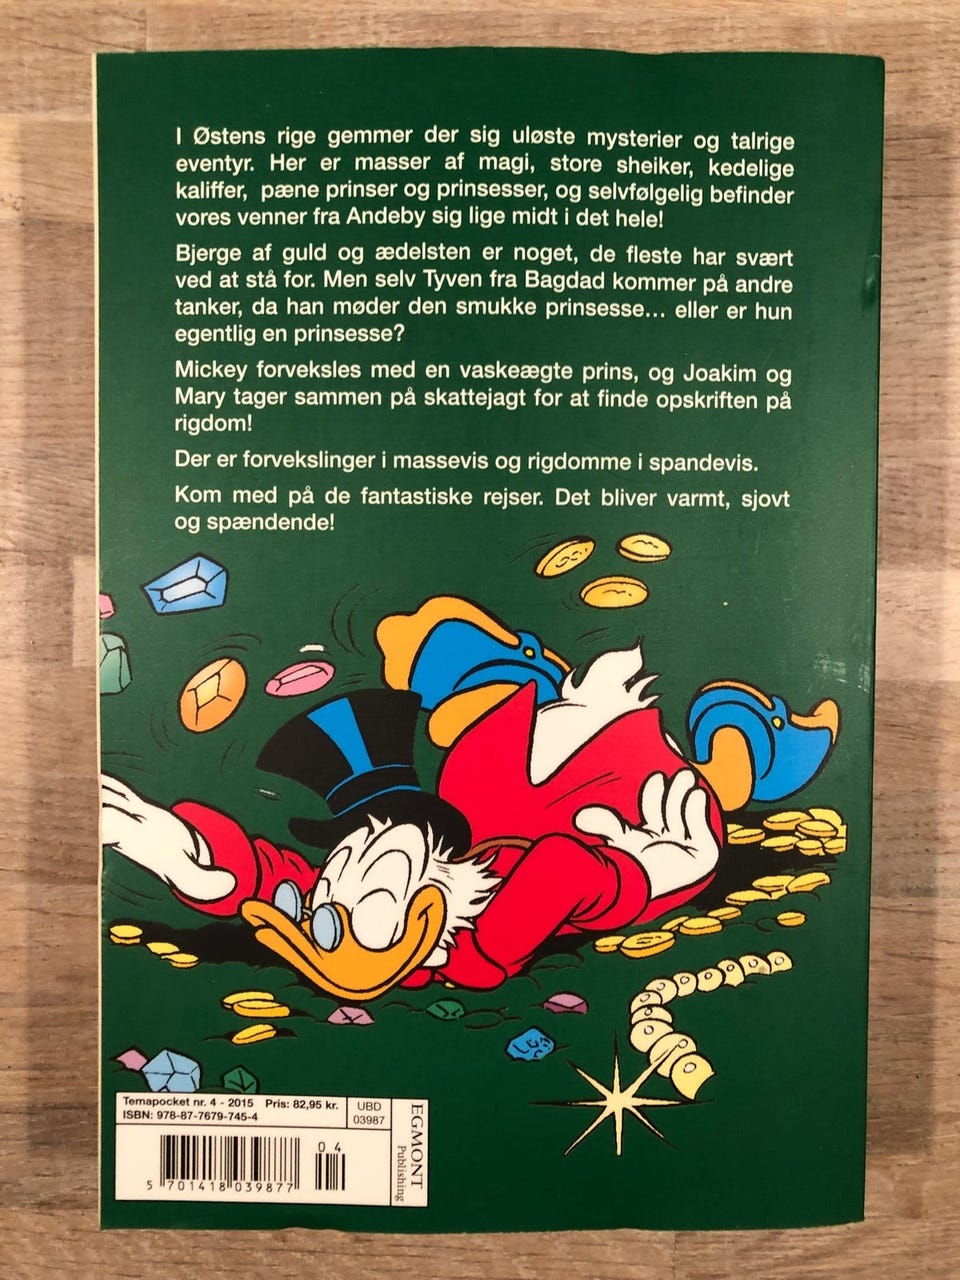 I Østens rige gemmer der sig uløste mysterier og talrige
eventyr. Her er masser af magi, store sheiker, kedelige
kaliffer, pæne prinser og prinsesser, og selvfølgelig befinder
vores venner fra Andeby sig lige midt i det hele!
Bjerge af guld og ædelsten er noget, de fleste har svært
ved at stå for. Men selv Tyven fra Bagdad kommer på andre
tanker, da han møder den smukke prinsesse... eller er hun
egentlig en prinsesse?
Mickey forveksles med en vaskeægte prins, og Joakim og
Mary tager sammen på skattejagt for at finde opskriften på
rigdom!
Der er forvekslinger i massevis og rigdomme i spandevis.
Kom med på de fantastiske rejser. Det bliver varmt, sjovt
og spændende!
Temapocket nr. 4 - 2015 Pris: 82,95 kr.
ISBN: 978-87-7679-745-4
UBD
03987
EGMONT
Publishing
0 4
5 701418 039877